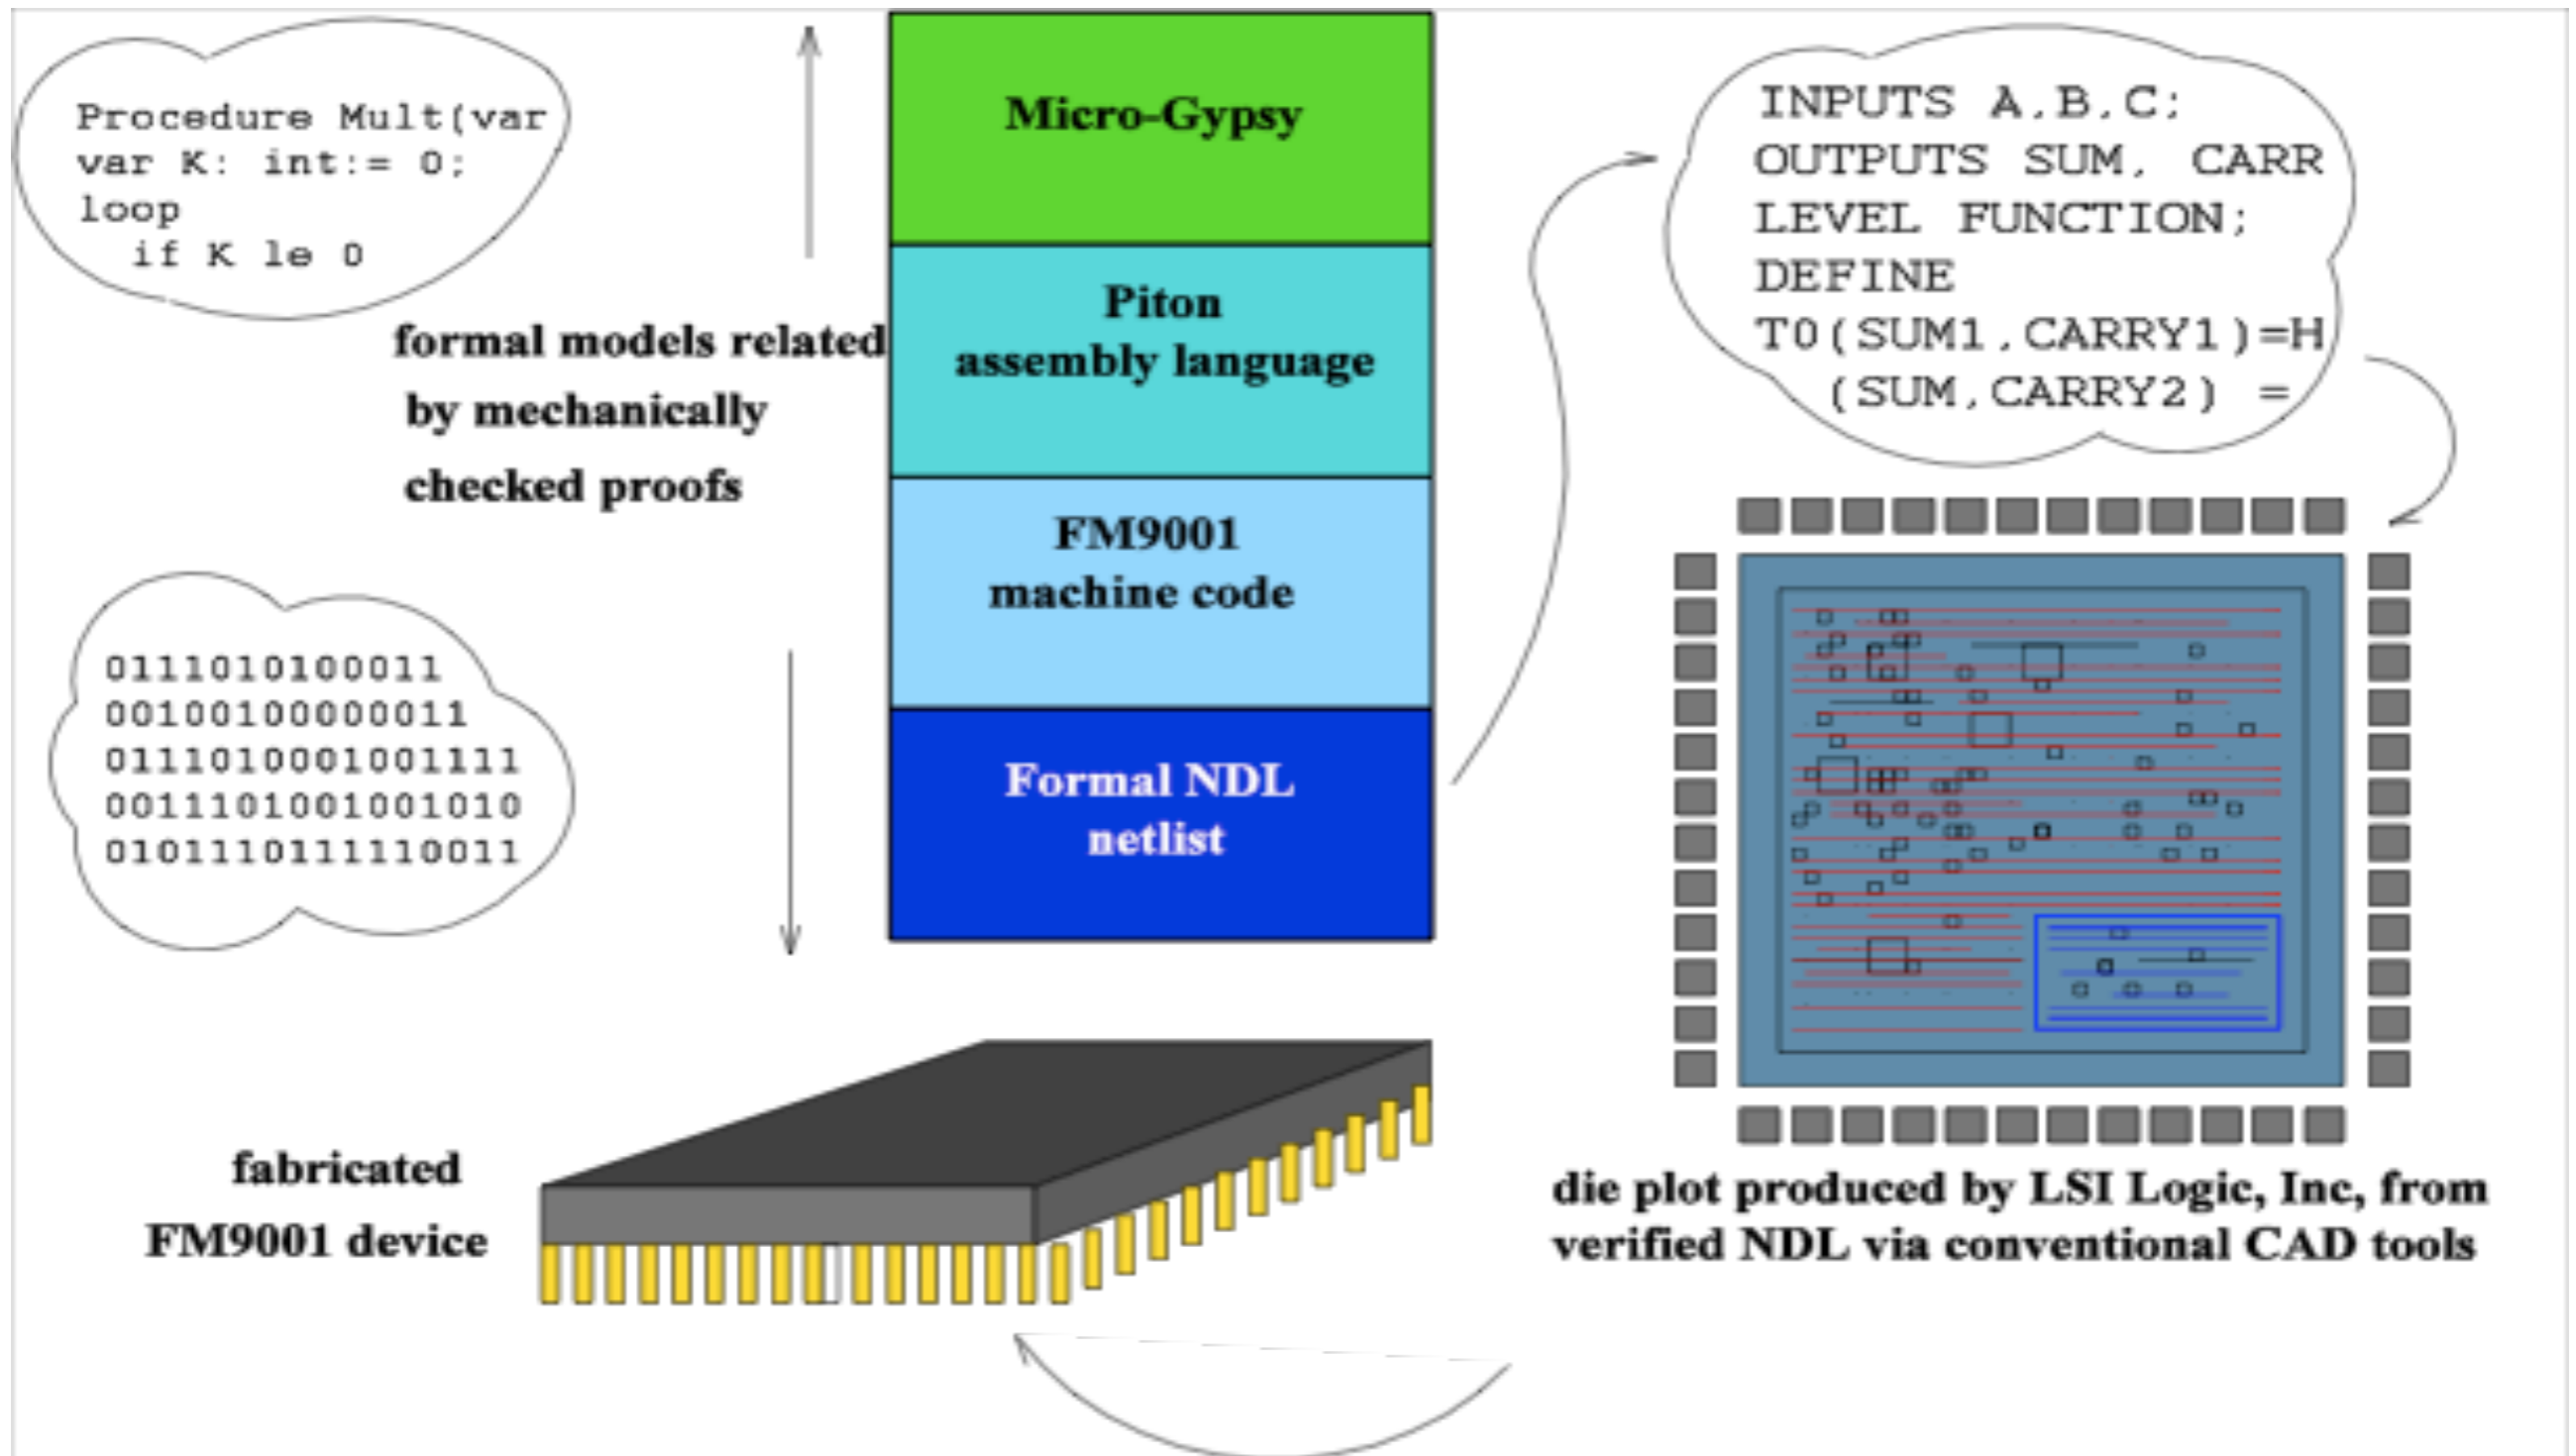 Procedure Mult(var
var K: int:= 0;
loop
if K le 0
formal models related
by mechanically
checked proofs
0111010100011
00100100000011
0111010001001111
0011101001001010
0101110111110011
Micro-Gypsy
Piton
assembly language
FM9001
machine code
Formal NDL
netlist
INPUTS A,B,C;
OUTPUTS SUM, CARR
LEVEL FUNCTION;
DEFINE
T0(SUM1,CARRY1)=H
(SUM,CARRY2) =
fabricated
FM9001 device
die plot produced by LSI Logic, Inc, from
verified NDL via conventional CAD tools